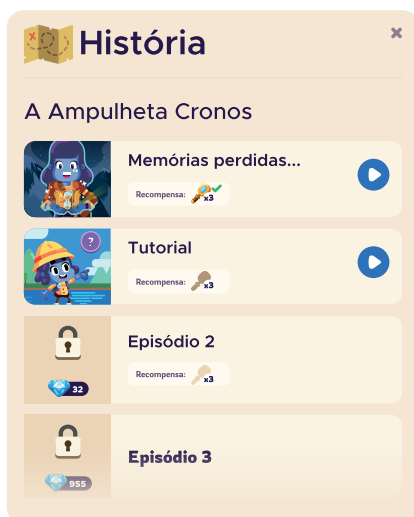 História
A Ampulheta Cronos
Memórias perdidas...
Recompensa: x3
?
Tutorial
Recompensa: x3
Episódio 2
Recompensa: x3
32
Episódio 3
955